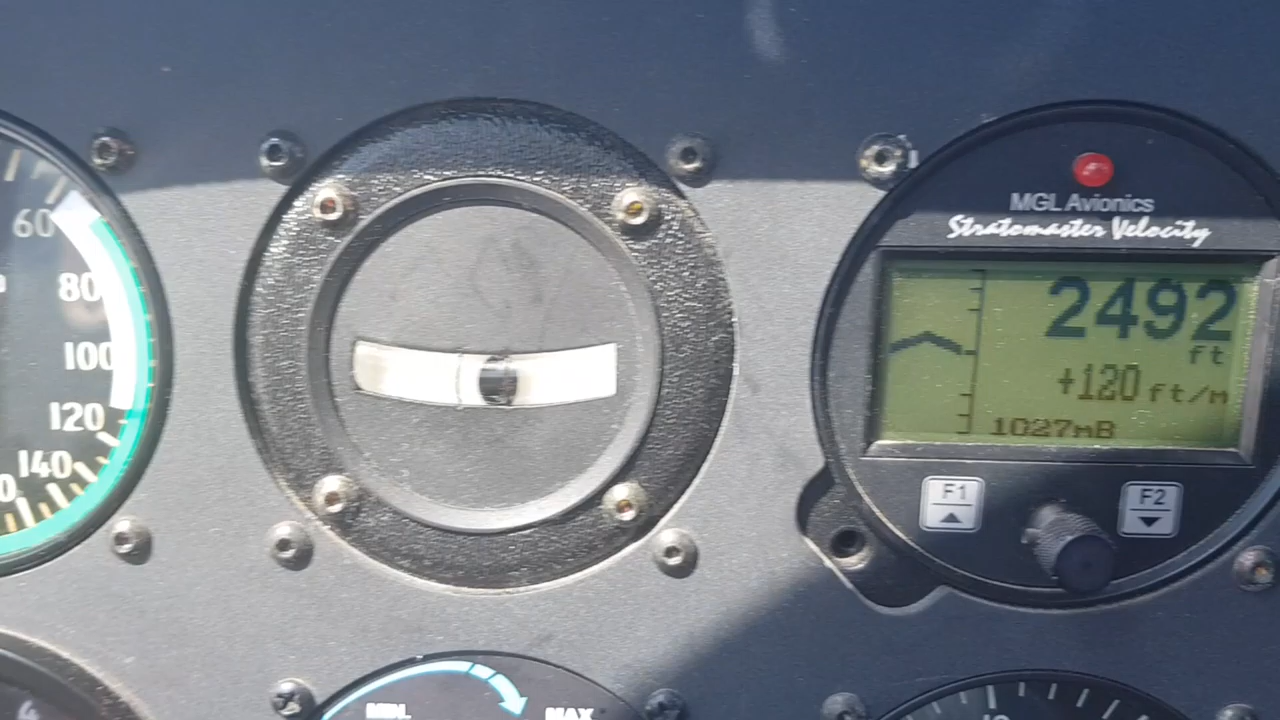 MGL Avionics
Stratomaster Velocity
60
80
100
120
140
2492
ft
+120 ft/m
1027mB
F1
F2
MAX